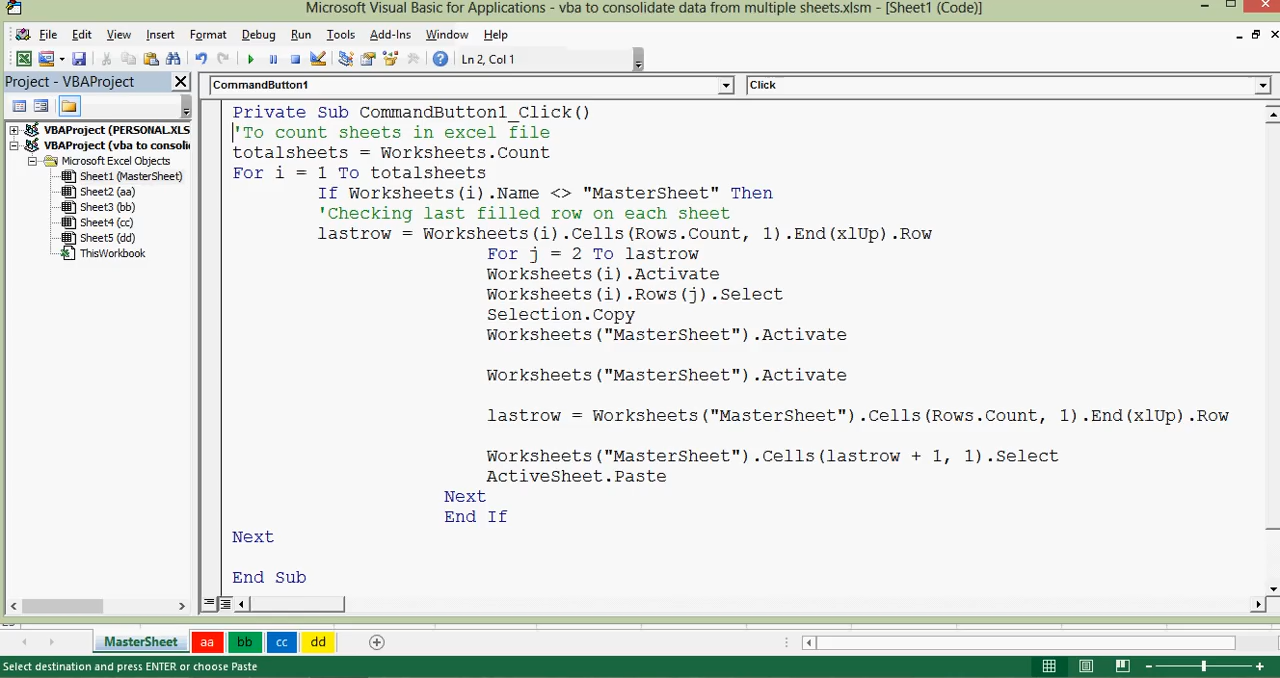 Microsoft Visual Basic for Applications - vba to consolidate data from multiple sheets.xlsm - [Sheet1 (Code)]
File Edit View Insert Format Debug Run Tools Add-Ins Window Help
Ln 2, Col 1
Project - VBAProject
CommandButton1 Click
VBAProject (PERSONAL.XLS
VBAProject (vba to consoli
Microsoft Excel Objects
Sheet1 (MasterSheet)
Sheet2 (aa)
Sheet3 (bb)
Sheet4 (cc)
Sheet5 (dd)
ThisWorkbook
Private Sub CommandButton1_Click()
'To count sheets in excel file
totalsheets = Worksheets.Count
For i = 1 To totalsheets
If Worksheets(i).Name <> "MasterSheet" Then
'Checking last filled row on each sheet
lastrow = Worksheets(i).Cells(Rows.Count, 1).End(xlUp).Row
For j = 2 To lastrow
Worksheets(i).Activate
Worksheets(i).Rows(j).Select
Selection.Copy
Worksheets("MasterSheet").Activate
Worksheets("MasterSheet").Activate
lastrow = Worksheets("MasterSheet").Cells(Rows.Count, 1).End(xlUp).Row
Worksheets("MasterSheet").Cells(lastrow + 1, 1).Select
ActiveSheet.Paste
Next
End If
Next
End Sub
MasterSheet aa bb cc dd
Select destination and press ENTER or choose Paste